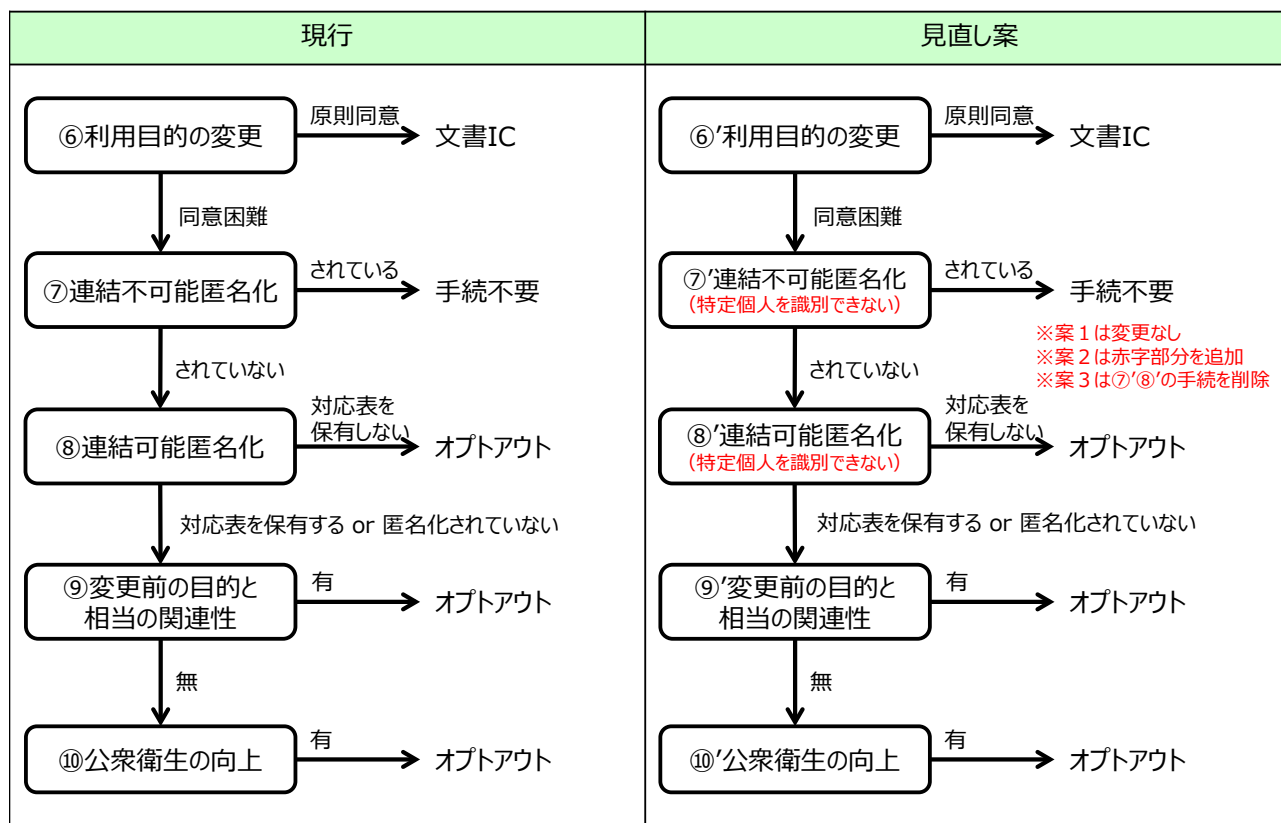 現行
⑥利用目的の変更
原則同意
文書IC
同意困難
⑦連結不可能匿名化
されている
手続不要
されていない
⑧連結可能匿名化
対応表を
保有しない
オプトアウト
対応表を保有する or 匿名化されていない
⑨変更前の目的と
相当の関連性
有
オプトアウト
無
⑩公衆衛生の向上
有
オプトアウト
見直し案
⑥’利用目的の変更
原則同意
文書IC
同意困難
⑦’連結不可能匿名化
（特定個人を識別できない）
されている
手続不要
※案１は変更なし
※案２は赤字部分を追加
※案３は⑦’⑧’の手続を削除
されていない
⑧’連結可能匿名化
（特定個人を識別できない）
対応表を
保有しない
オプトアウト
対応表を保有する or 匿名化されていない
⑨’変更前の目的と
相当の関連性
有
オプトアウト
無
⑩’公衆衛生の向上
有
オプトアウト